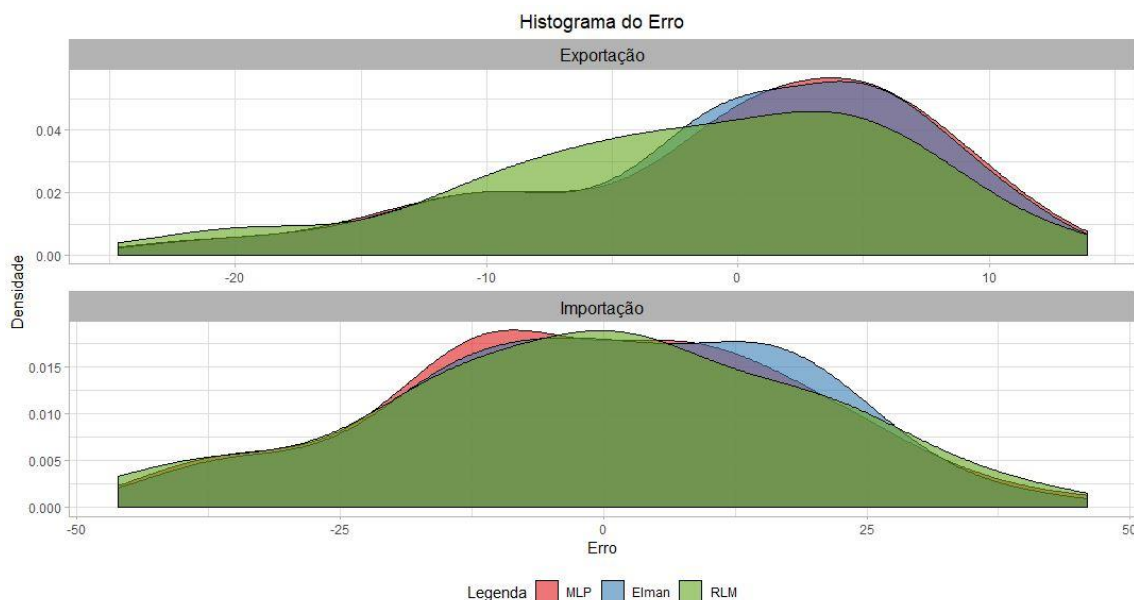 Histograma do Erro
Exportação
0.04
0.02
0.00
-20 -10 0 10
Densidade
Importação
0.015
0.010
0.005
0.000
-50 -25 0 25 50
Erro
Legenda MLP Elman RLM